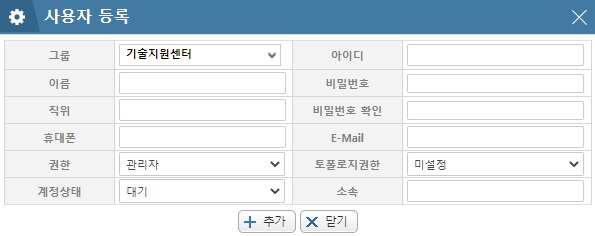 사용자 등록
그룹 기술지원센터 아이디
이름 비밀번호
직위 비밀번호 확인
휴대폰 E-Mail
권한 관리자 토폴로지권한 미설정
계정상태 대기 소속
추가 닫기